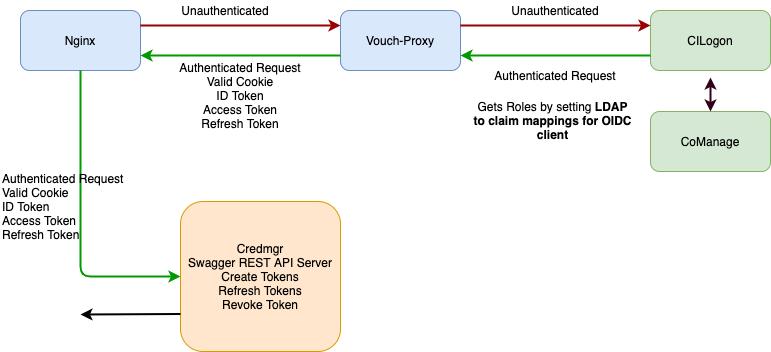 Unauthenticated
Unauthenticated
Nginx
Vouch-Proxy
CILogon
Authenticated Request
Valid Cookie
ID Token
Access Token
Refresh Token
Authenticated Request
Gets Roles by setting LDAP
to claim mappings for OIDC
client
CoManage
Authenticated Request
Valid Cookie
ID Token
Access Token
Refresh Token
Credmgr
Swagger REST API Server
Create Tokens
Refresh Tokens
Revoke Token